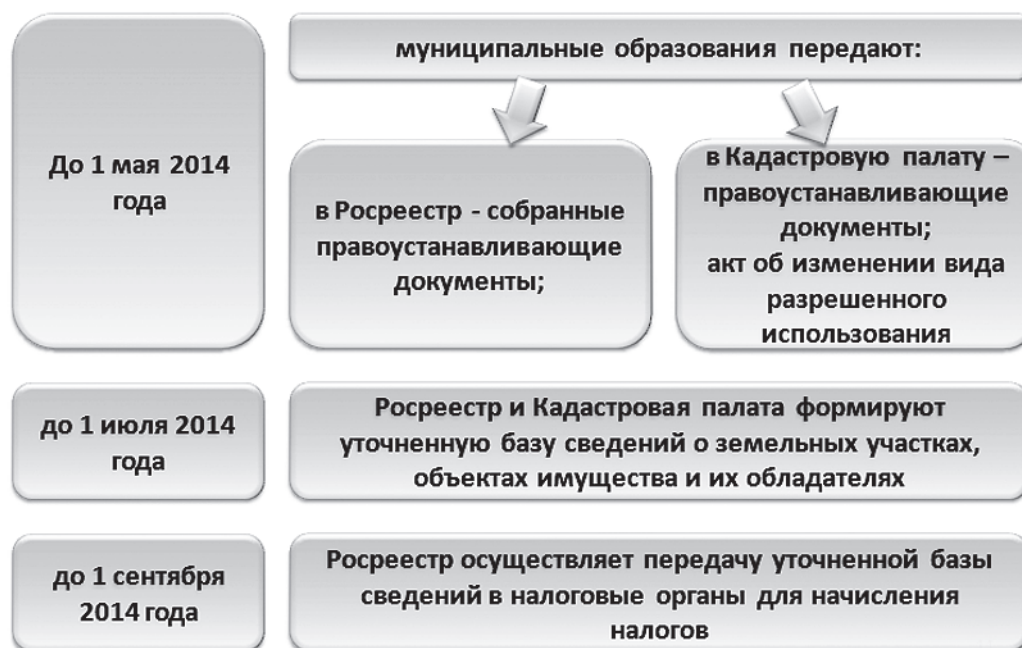 До 1 мая 2014
года
муниципальные образования передают:
в Росреестр - собранные
правоустанавливающие
документы;
в Кадастровую палату –
правоустанавливающие
документы;
акт об изменении вида
разрешенного
использования
до 1 июля 2014
года
Росреестр и Кадастровая палата формируют
уточненную базу сведений о земельных участках,
объектах имущества и их обладателях
до 1 сентября
2014 года
Росреестр осуществляет передачу уточненной базы
сведений в налоговые органы для начисления
налогов